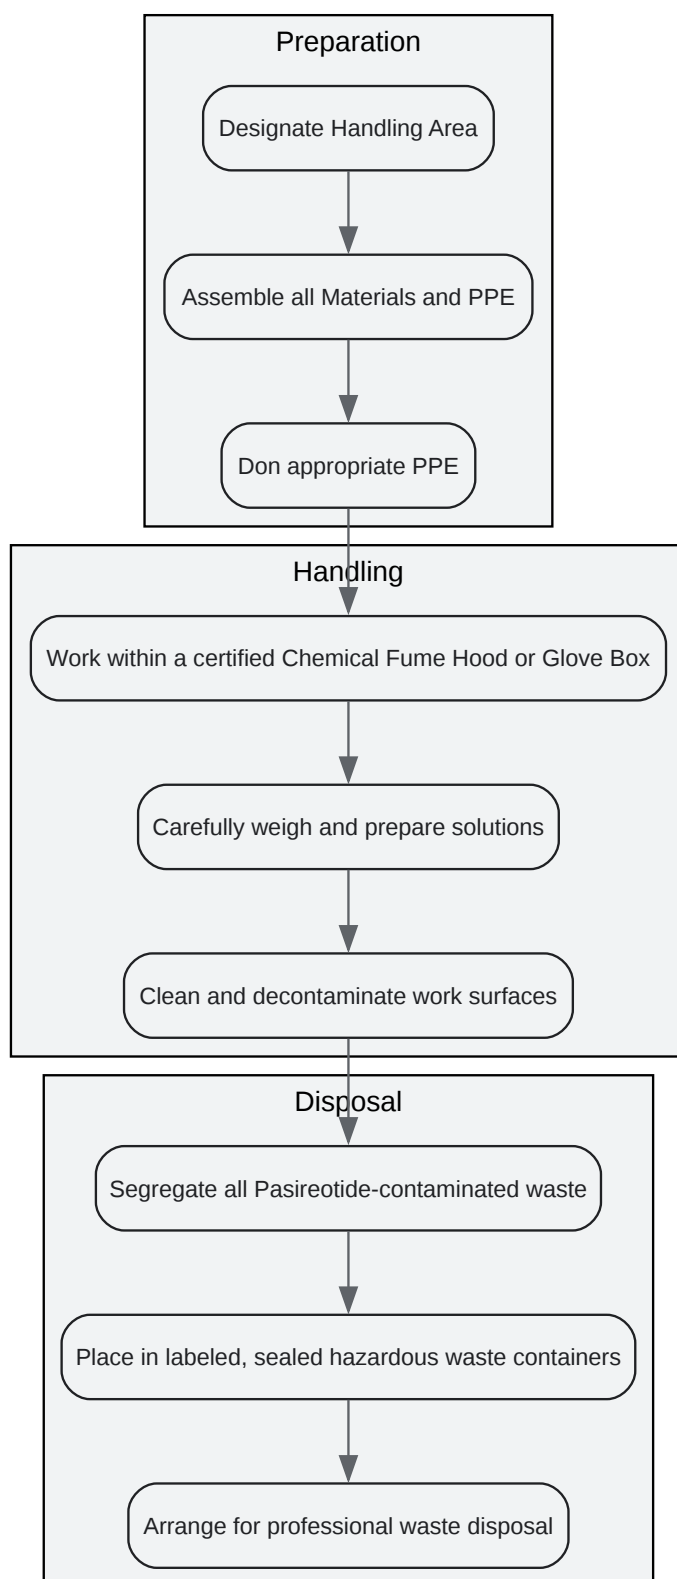 Preparation
Designate Handling Area
Assemble all Materials and PPE
Don appropriate PPE
Handling
Work within a certified Chemical Fume Hood or Glove Box
Carefully weigh and prepare solutions
Clean and decontaminate work surfaces
Disposal
Segregate all Pasireotide-contaminated waste
Place in labeled, sealed hazardous waste containers
Arrange for professional waste disposal